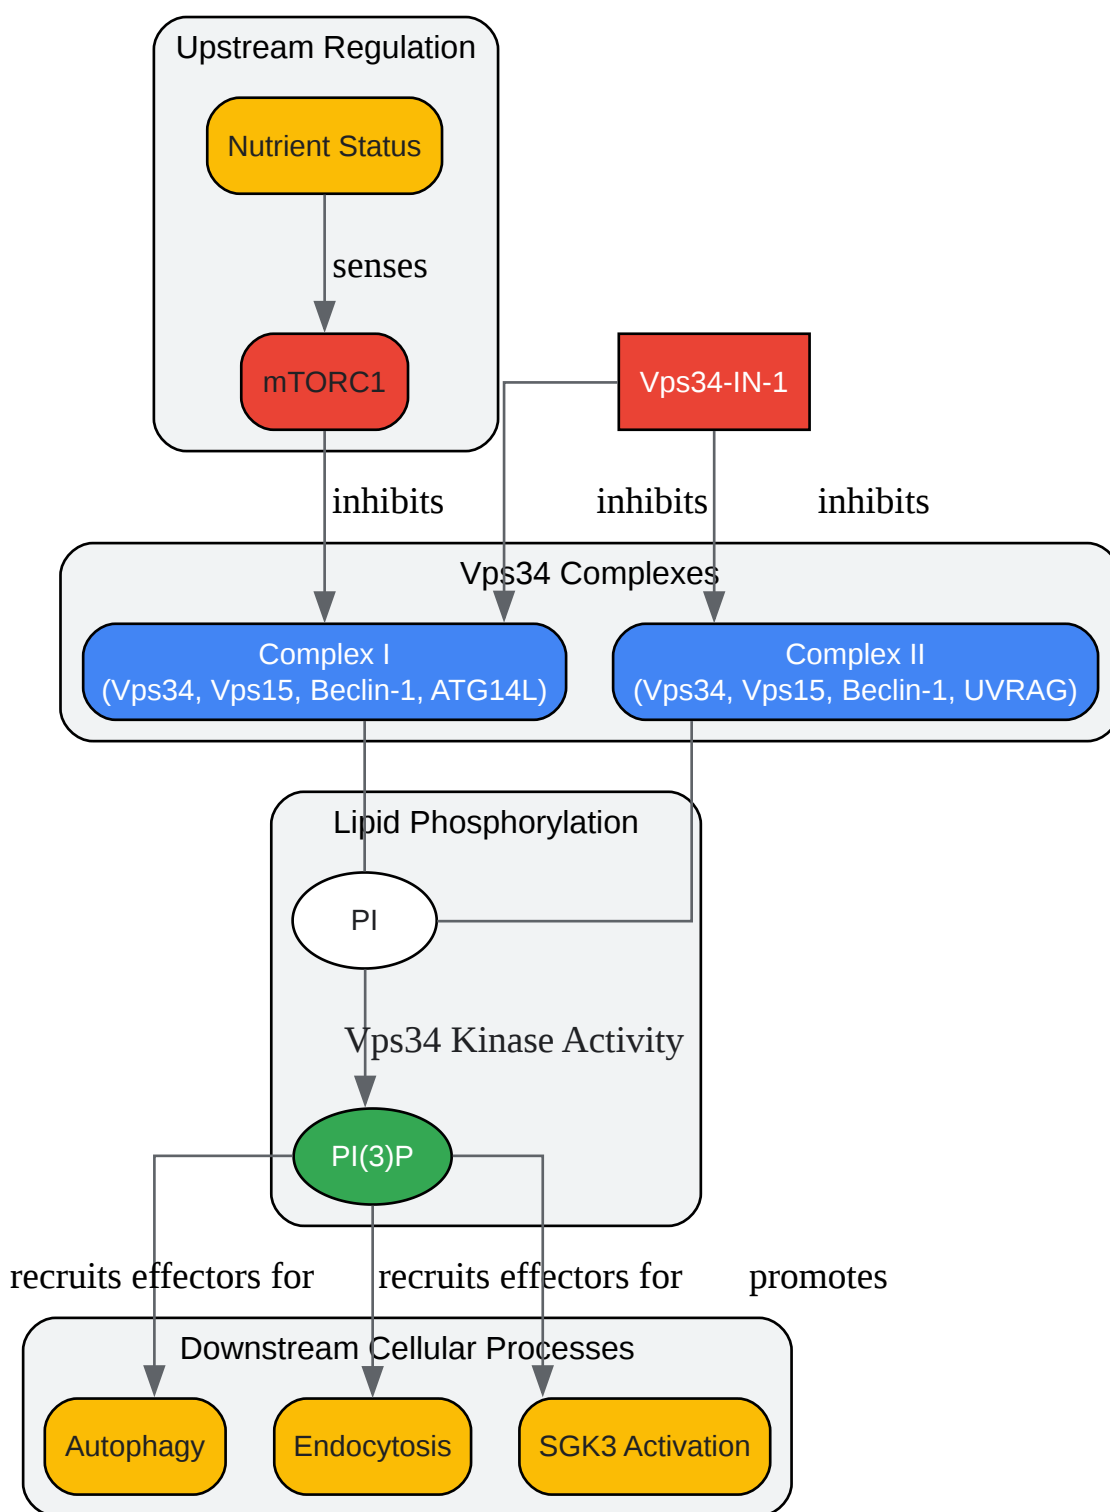 Upstream Regulation
Nutrient Status
senses
mTORC1
Vps34-IN-1
inhibits
inhibits
inhibits
Vps34 Complexes
Complex I
(Vps34, Vps15, Beclin-1, ATG14L)
Complex II
(Vps34, Vps15, Beclin-1, UVRAG)
Lipid Phosphorylation
PI
Vps34 Kinase Activity
PI(3)P
recruits effectors for
recruits effectors for
promotes
Downstream Cellular Processes
Autophagy
Endocytosis
SGK3 Activation